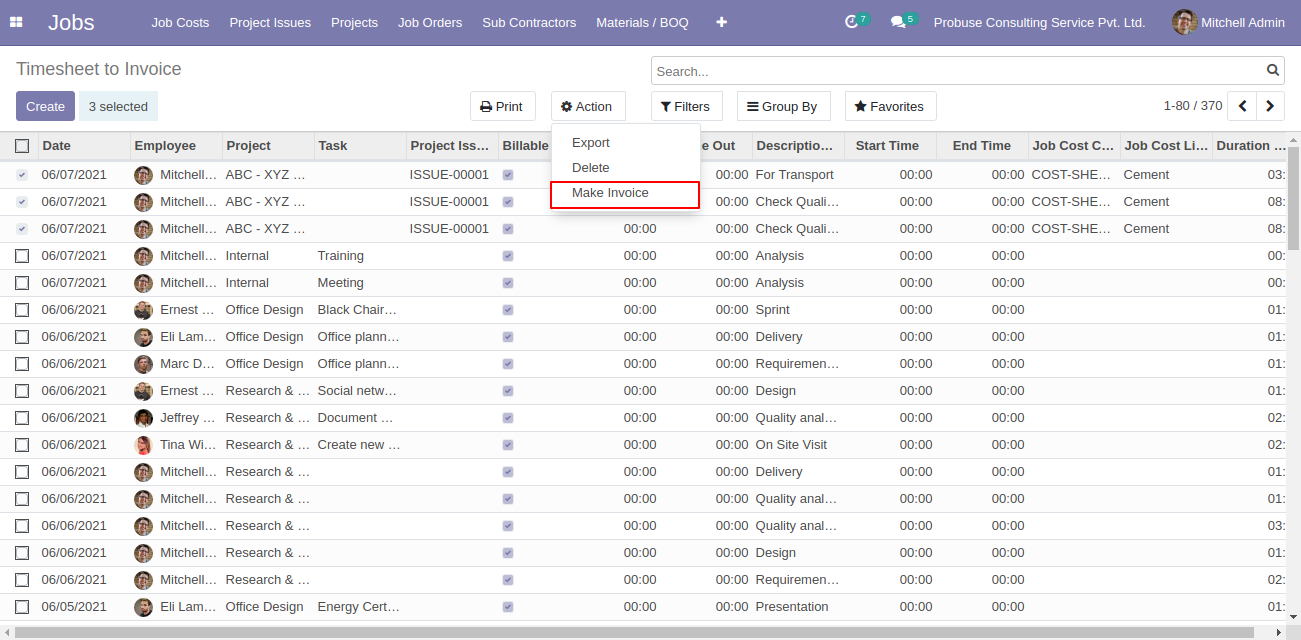 Jobs Job Costs Project Issues Projects Job Orders Sub Contractors Materials / BOQ 7 5 Probuse Consulting Service Pvt. Ltd. Mitchell Admin
Timesheet to Invoice Search...
Create 3 selected Print Action Filters Group By Favorites 1-80 / 370
Export
Delete
Make Invoice
Date Employee Project Task Project Iss... Billable e Out Descriptio... Start Time End Time Job Cost C... Job Cost Li... Duration ...
06/07/2021 Mitchell... ABC - XYZ ... ISSUE-00001 00:00 For Transport 00:00 00:00 COST-SHE... Cement 03:
06/07/2021 Mitchell... ABC - XYZ ... ISSUE-00001 00:00 Check Quali... 00:00 00:00 COST-SHE... Cement 08:
06/07/2021 Mitchell... ABC - XYZ ... ISSUE-00001 00:00 00:00 Check Quali... 00:00 00:00 COST-SHE... Cement 08:
06/07/2021 Mitchell... Internal Training 00:00 00:00 Analysis 00:00 00:00 00:
06/07/2021 Mitchell... Internal Meeting 00:00 00:00 Analysis 00:00 00:00 00:
06/06/2021 Ernest ... Office Design Black Chair... 00:00 00:00 Sprint 00:00 00:00 01:
06/06/2021 Eli Lam... Office Design Office plann... 00:00 00:00 Delivery 00:00 00:00 01:
06/06/2021 Marc D... Office Design Office plann... 00:00 00:00 Requiremen... 00:00 00:00 01:
06/06/2021 Ernest ... Research & ... Social netw... 00:00 00:00 Design 00:00 00:00 01:
06/06/2021 Jeffrey ... Research & ... Document ... 00:00 00:00 Quality anal... 00:00 00:00 02:
06/06/2021 Tina Wi... Research & ... Create new ... 00:00 00:00 On Site Visit 00:00 00:00 02:
06/06/2021 Mitchell... Research & ... 00:00 00:00 Delivery 00:00 00:00 01:
06/06/2021 Mitchell... Research & ... 00:00 00:00 Quality anal... 00:00 00:00 01:
06/06/2021 Mitchell... Research & ... 00:00 00:00 Quality anal... 00:00 00:00 03:
06/06/2021 Mitchell... Research & ... 00:00 00:00 Design 00:00 00:00 01:
06/06/2021 Mitchell... Research & ... 00:00 00:00 Requiremen... 00:00 00:00 02:
06/05/2021 Eli Lam... Office Design Energy Cert... 00:00 00:00 Presentation 00:00 00:00 01: